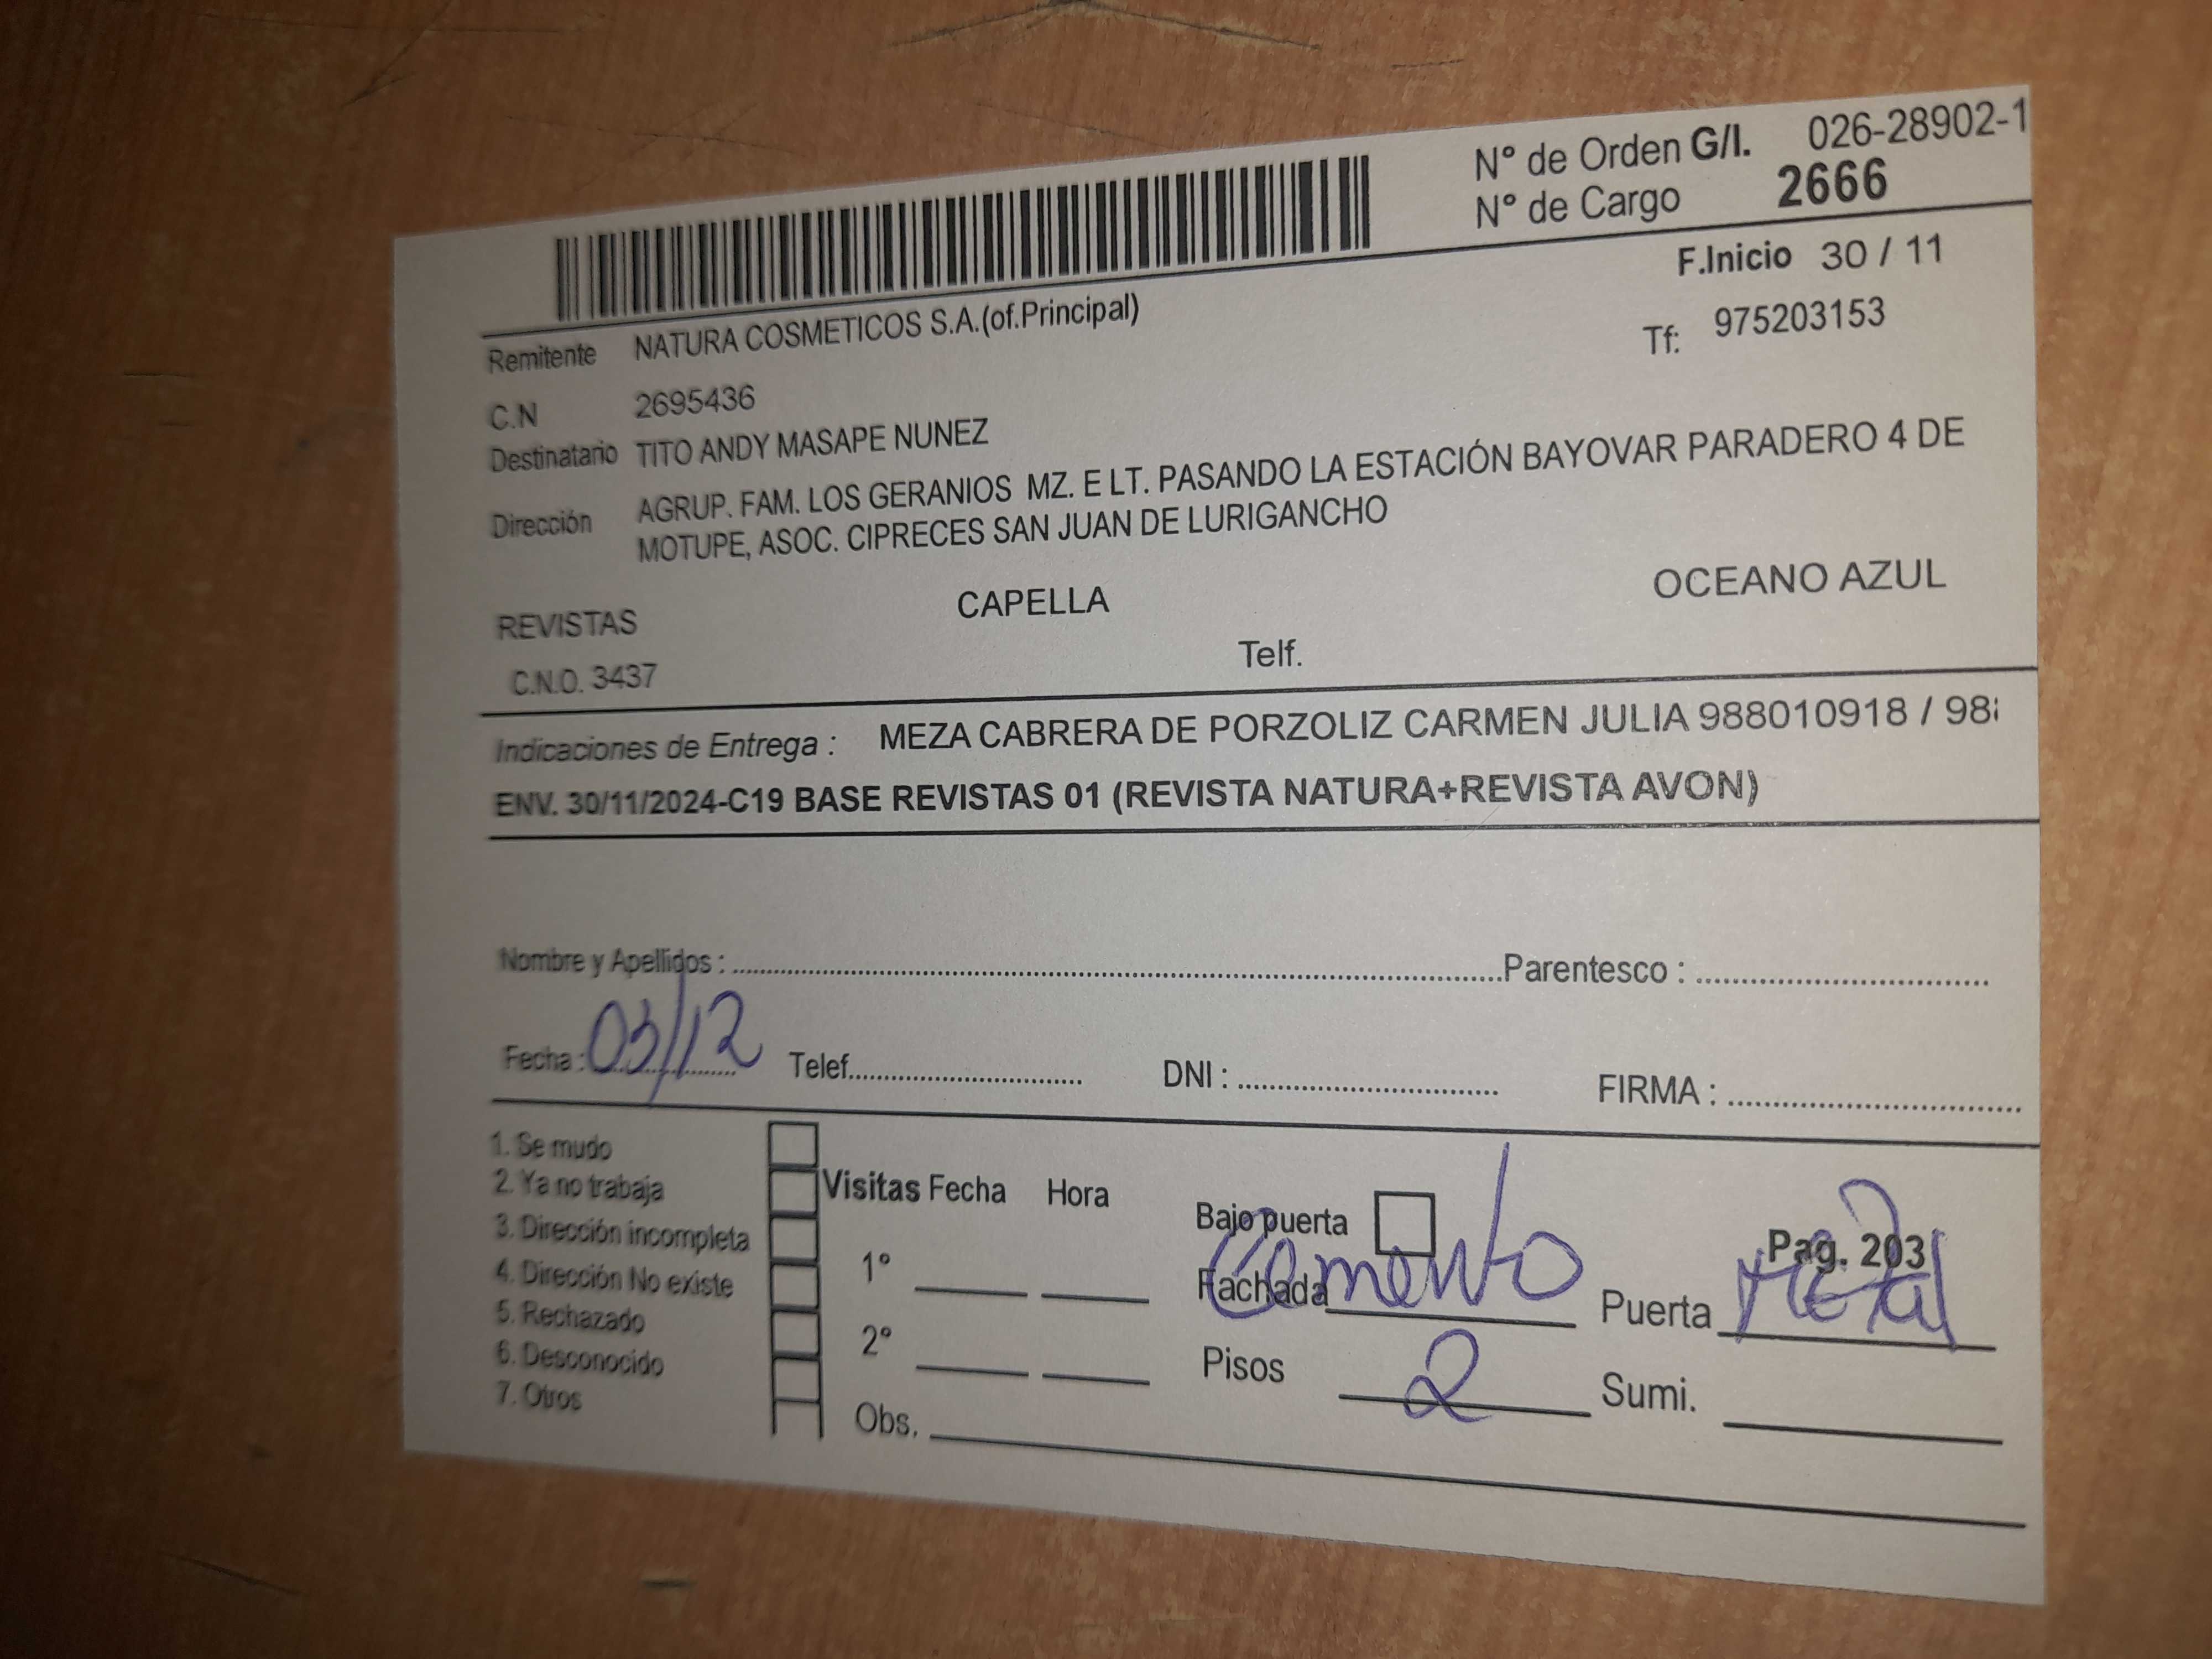 N° de Orden G/I. 026-28902-1
N° de Cargo 2666
F.Inicio 30 / 11
Remitente NATURA COSMETICOS S.A.(of.Principal)
Tf: 975203153
C.N 2695436
Destinatario TITO ANDY MASAPE NUNEZ
Dirección AGRUP. FAM. LOS GERANIOS MZ. E LT. PASANDO LA ESTACIÓN BAYOVAR PARADERO 4 DE
MOTUPE, ASOC. CIPRECES SAN JUAN DE LURIGANCHO
REVISTAS CAPELLA OCEANO AZUL
C.N.O. 3437 Telf.
Indicaciones de Entrega : MEZA CABRERA DE PORZOLIZ CARMEN JULIA 988010918 / 98
ENV. 30/11/2024-C19 BASE REVISTAS 01 (REVISTA NATURA+REVISTA AVON)
Nombre y Apellidos : Parentesco :
Fecha : 03/12 Telef. DNI : FIRMA :
1. Se mudo
2. Ya no trabaja
3. Dirección incompleta
4. Dirección No existe
5. Rechazado
6. Desconocido
7. Otros
Visitas Fecha Hora
1°
2°
Obs.
Bajo puerta Pag. 203
Fachada Cemento Puerta Metal
Pisos 2 Sumi.